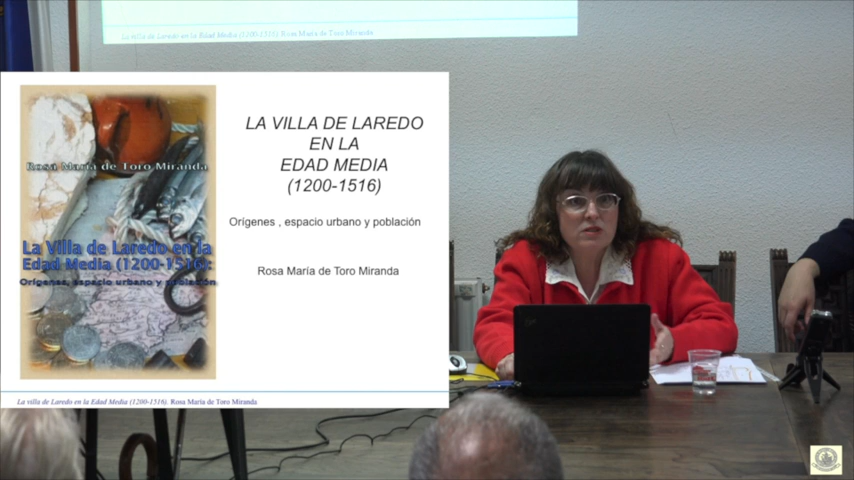 La villa de Laredo en la Edad Media (1200-1516). Rosa María de Toro Miranda
Rosa María de Toro Miranda
La Villa de Laredo en la
Edad Media (1200-1516):
Orígenes, espacio urbano y población
LA VILLA DE LAREDO
EN LA
EDAD MEDIA
(1200-1516)
Orígenes , espacio urbano y población
Rosa María de Toro Miranda
La villa de Laredo en la Edad Media (1200-1516). Rosa María de Toro Miranda